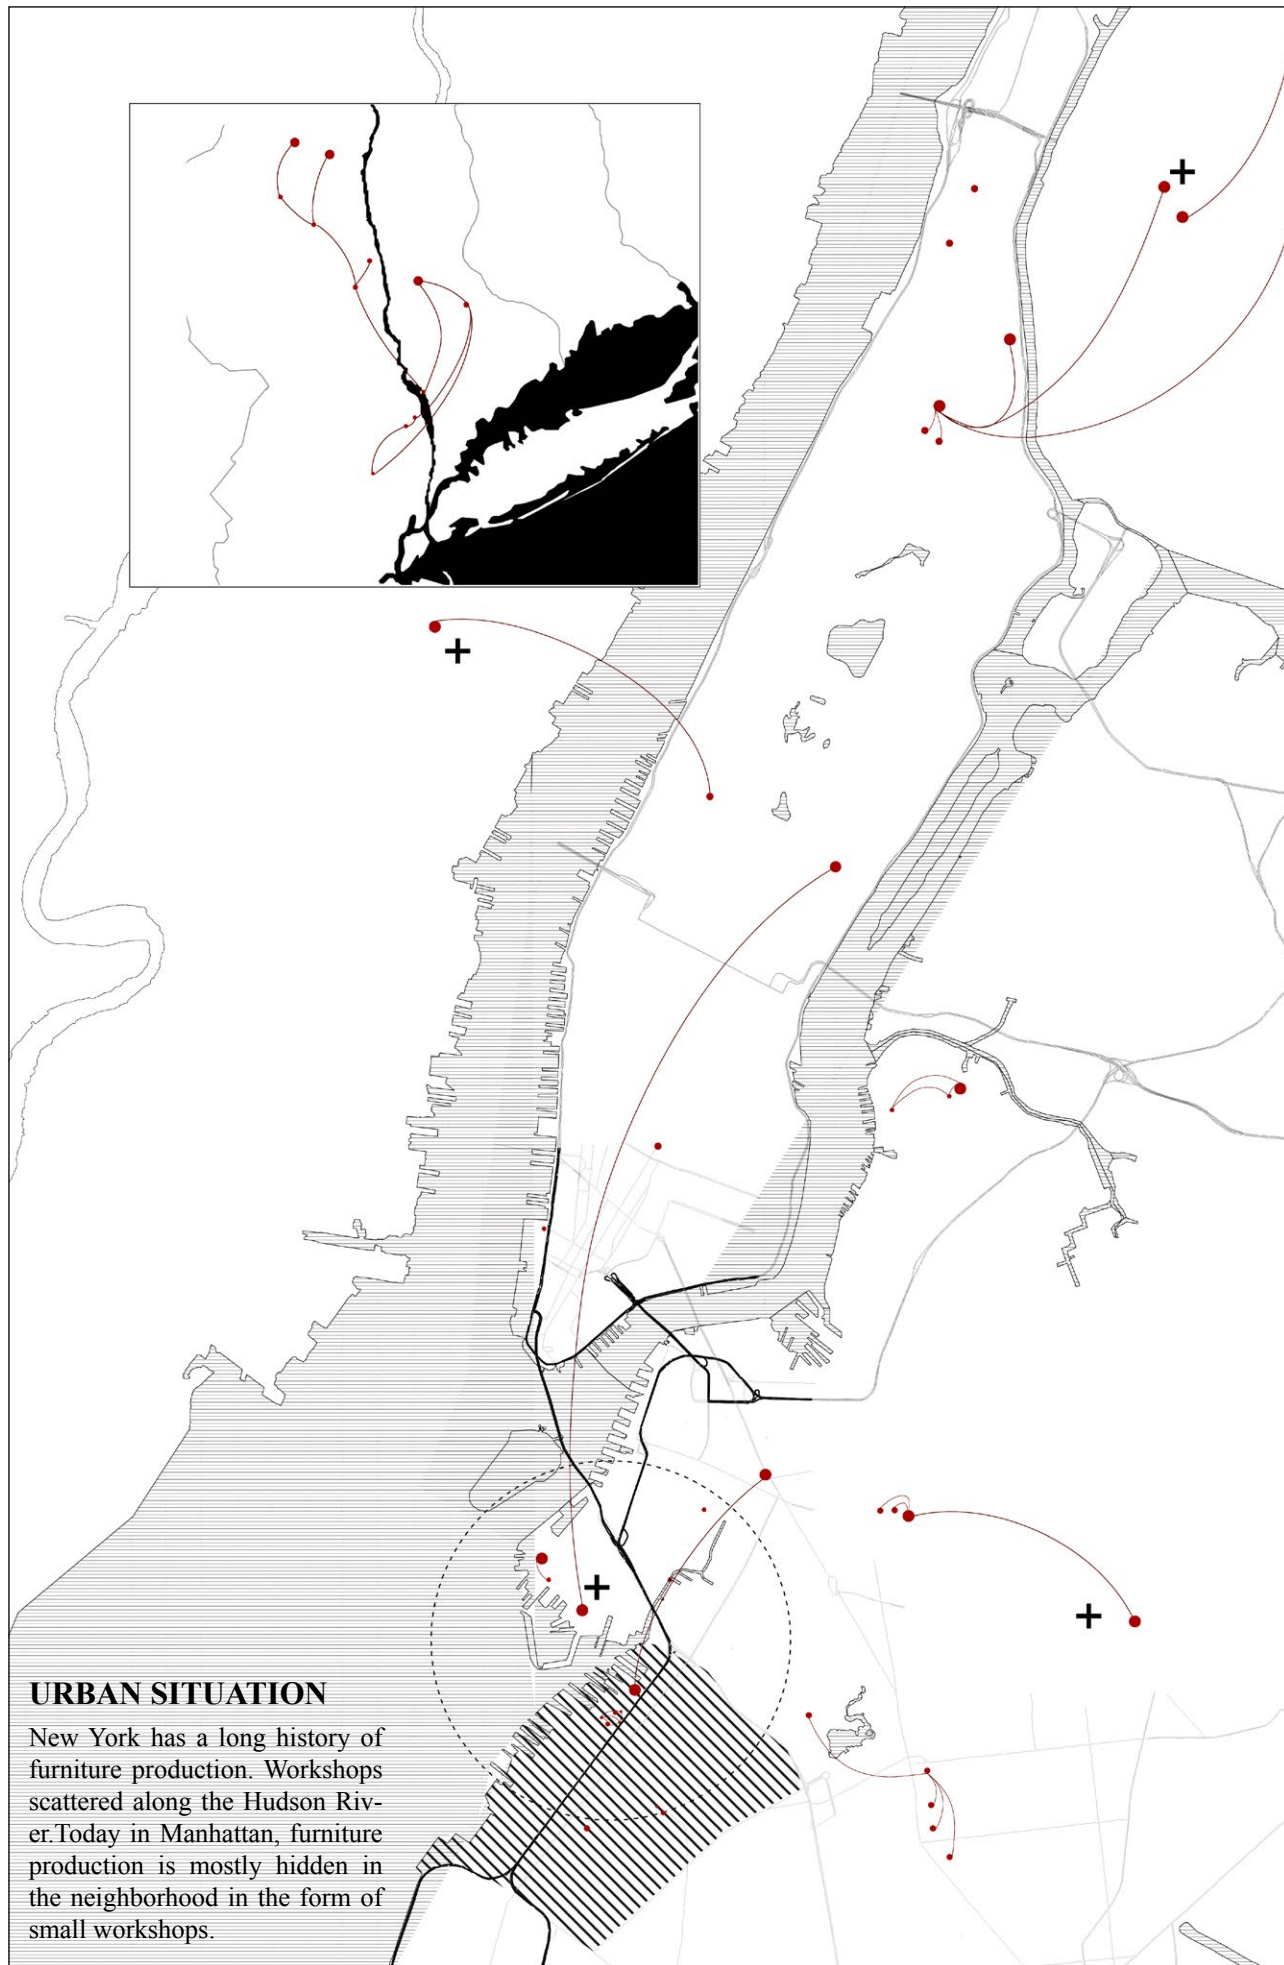 URBAN SITUATION
New York has a long history of
furniture production. Workshops
scattered along the Hudson Riv-
er.Today in Manhattan, furniture
production is mostly hidden in
the neighborhood in the form of
small workshops.